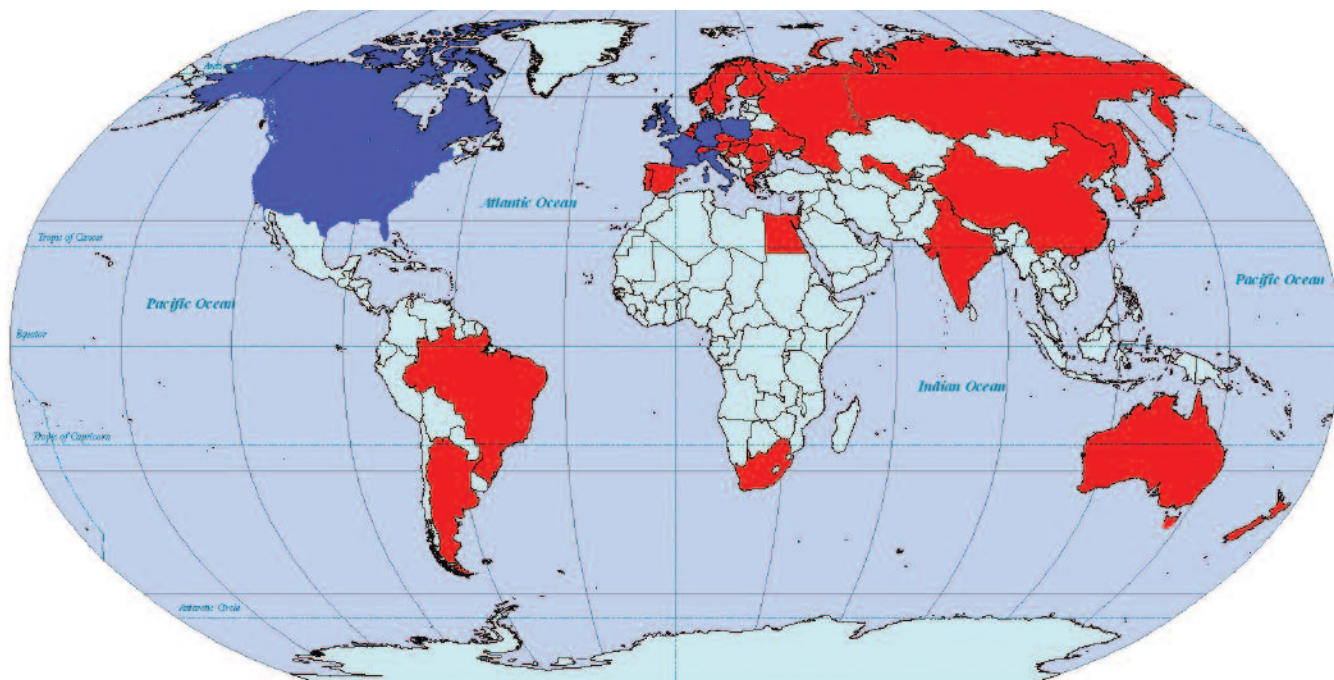 Atlantic Ocean
Tropic of Cancer
Pacific Ocean
Pacific Ocean
Equator
Indian Ocean
Tropic of Capricorn
Antarctic Circle